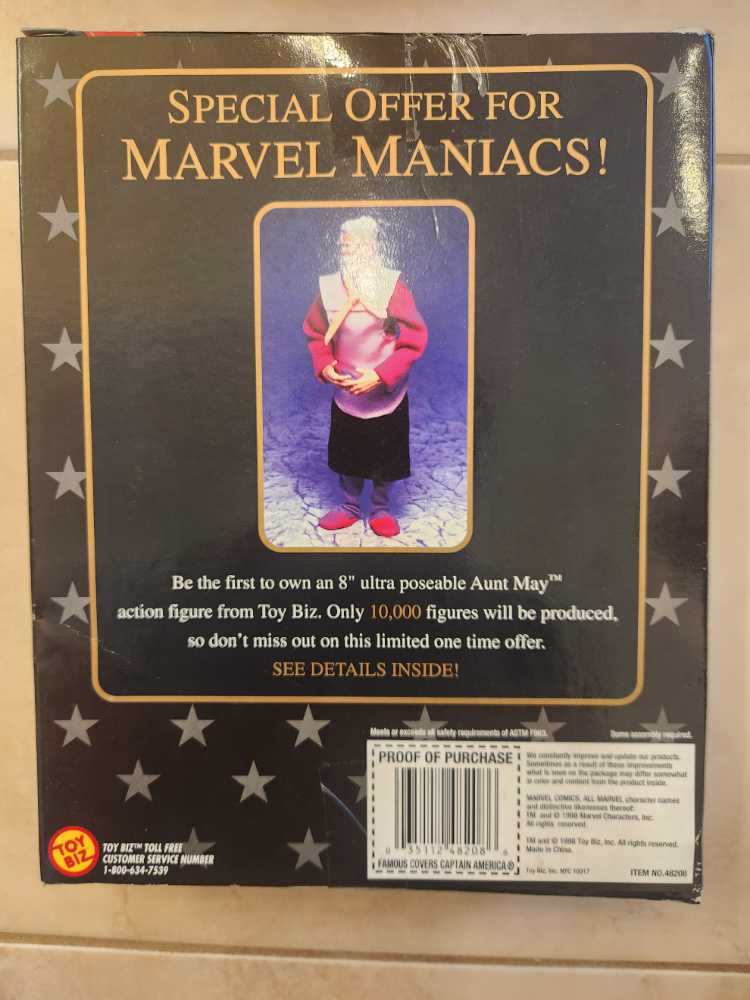 SPECIAL OFFER FOR
MARVEL MANIACS!
Be the first to own an 8" ultra poseable Aunt May™
action figure from Toy Biz. Only 10,000 figures will be produced,
so don't miss out on this limited one time offer.
SEE DETAILS INSIDE!
Meets or exceeds all safety requirements of ASTM F963.
Some assembly required.
PROOF OF PURCHASE
0 35112 48208 6
FAMOUS COVERS CAPTAIN AMERICA®
We constantly improve and update our products.
Sometimes as a result of these improvements
what is seen on the package may differ somewhat
in color and content from the product inside.
MARVEL COMICS, ALL MARVEL character names
and distinctive likenesses thereof:
TM and © 1998 Marvel Characters, Inc.
All rights reserved.
TM and © 1998 Toy Biz, Inc. All rights reserved.
Made in China.
Toy Biz, Inc. NYC 10017
ITEM NO.48208
TOY BIZ
TOY BIZ™ TOLL FREE
CUSTOMER SERVICE NUMBER
1-800-634-7539